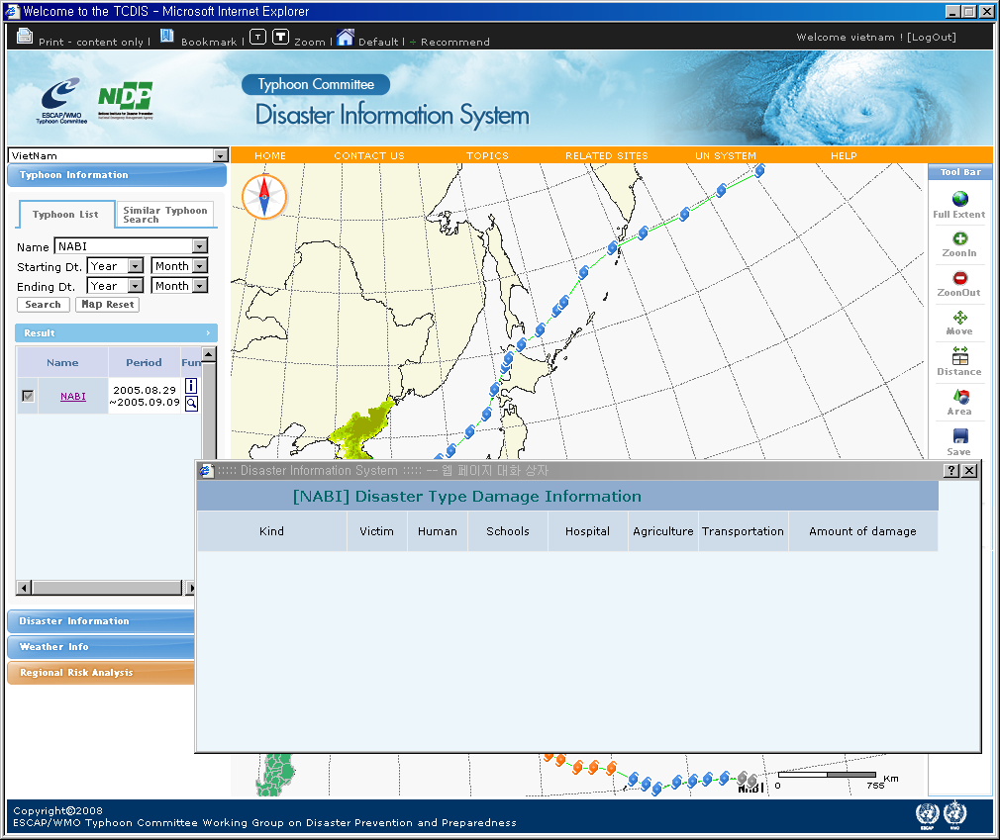 Welcome to the TCDIS - Microsoft Internet Explorer
Print - content only | Bookmark | T T Zoom | Default | + Recommend
Welcome vietnam ! [LogOut]
ESCAP/WMO
Typhoon Committee
NIDP
Typhoon Committee
Disaster Information System
VietNam
HOME CONTACT US TOPICS RELATED SITES UN SYSTEM HELP
Typhoon Information
Typhoon List
Similar Typhoon
Search
Name NABI
Starting Dt. Year Month
Ending Dt. Year Month
Search Map Reset
Result
Name Period Fun
NABI
2005.08.29
~2005.09.09
Disaster Information
Weather Info
Regional Risk Analysis
Tool Bar
Full Extent
ZoonIn
ZoonOut
Move
Distance
Area
Save
::::: Disaster Information System ::::: -- 웹 페이지 대화 상자
[NABI] Disaster Type Damage Information
Kind Victim Human Schools Hospital Agriculture Transportation Amount of damage
NABI
0 755 Km
Copyright©2008
ESCAP/WMO Typhoon Committee Working Group on Disaster Prevention and Preparedness
ESCAP WMO